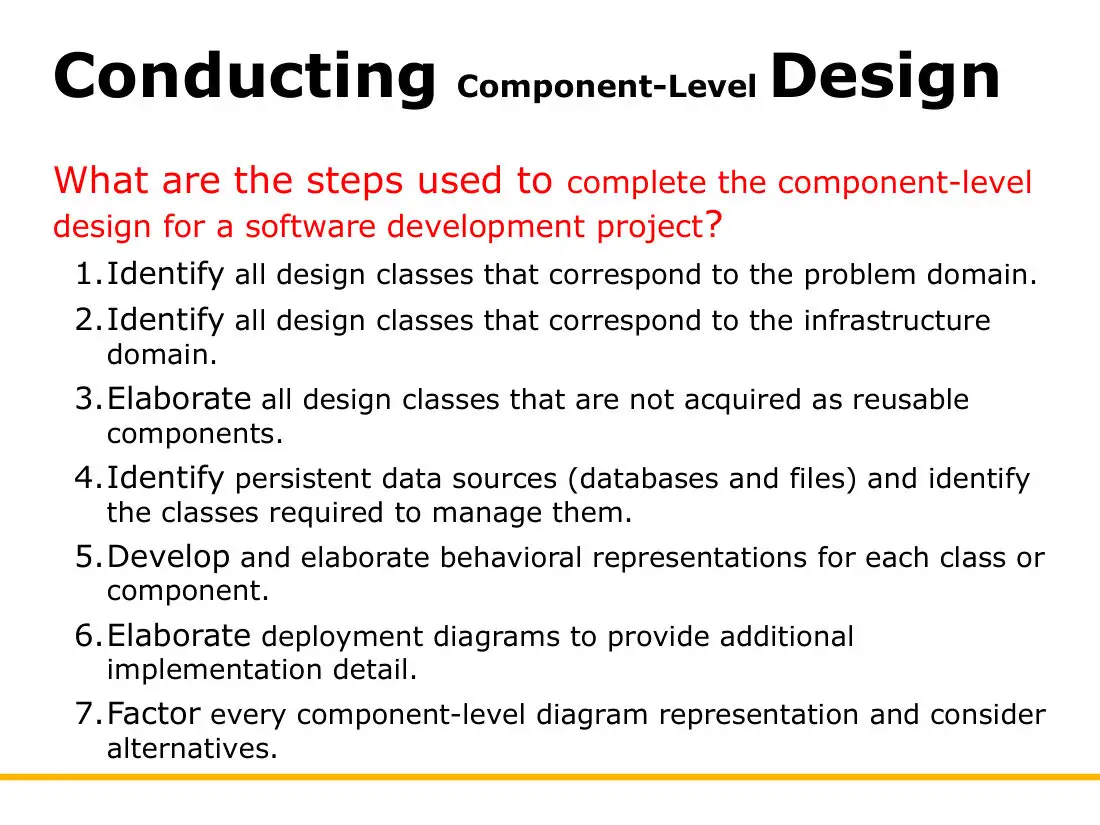 Conducting Component-Level Design
What are the steps used to complete the component-level
design for a software development project?
1. Identify all design classes that correspond to the problem domain.
2. Identify all design classes that correspond to the infrastructure
domain.
3. Elaborate all design classes that are not acquired as reusable
components.
4. Identify persistent data sources (databases and files) and identify
the classes required to manage them.
5. Develop and elaborate behavioral representations for each class or
component.
6. Elaborate deployment diagrams to provide additional
implementation detail.
7. Factor every component-level diagram representation and consider
alternatives.